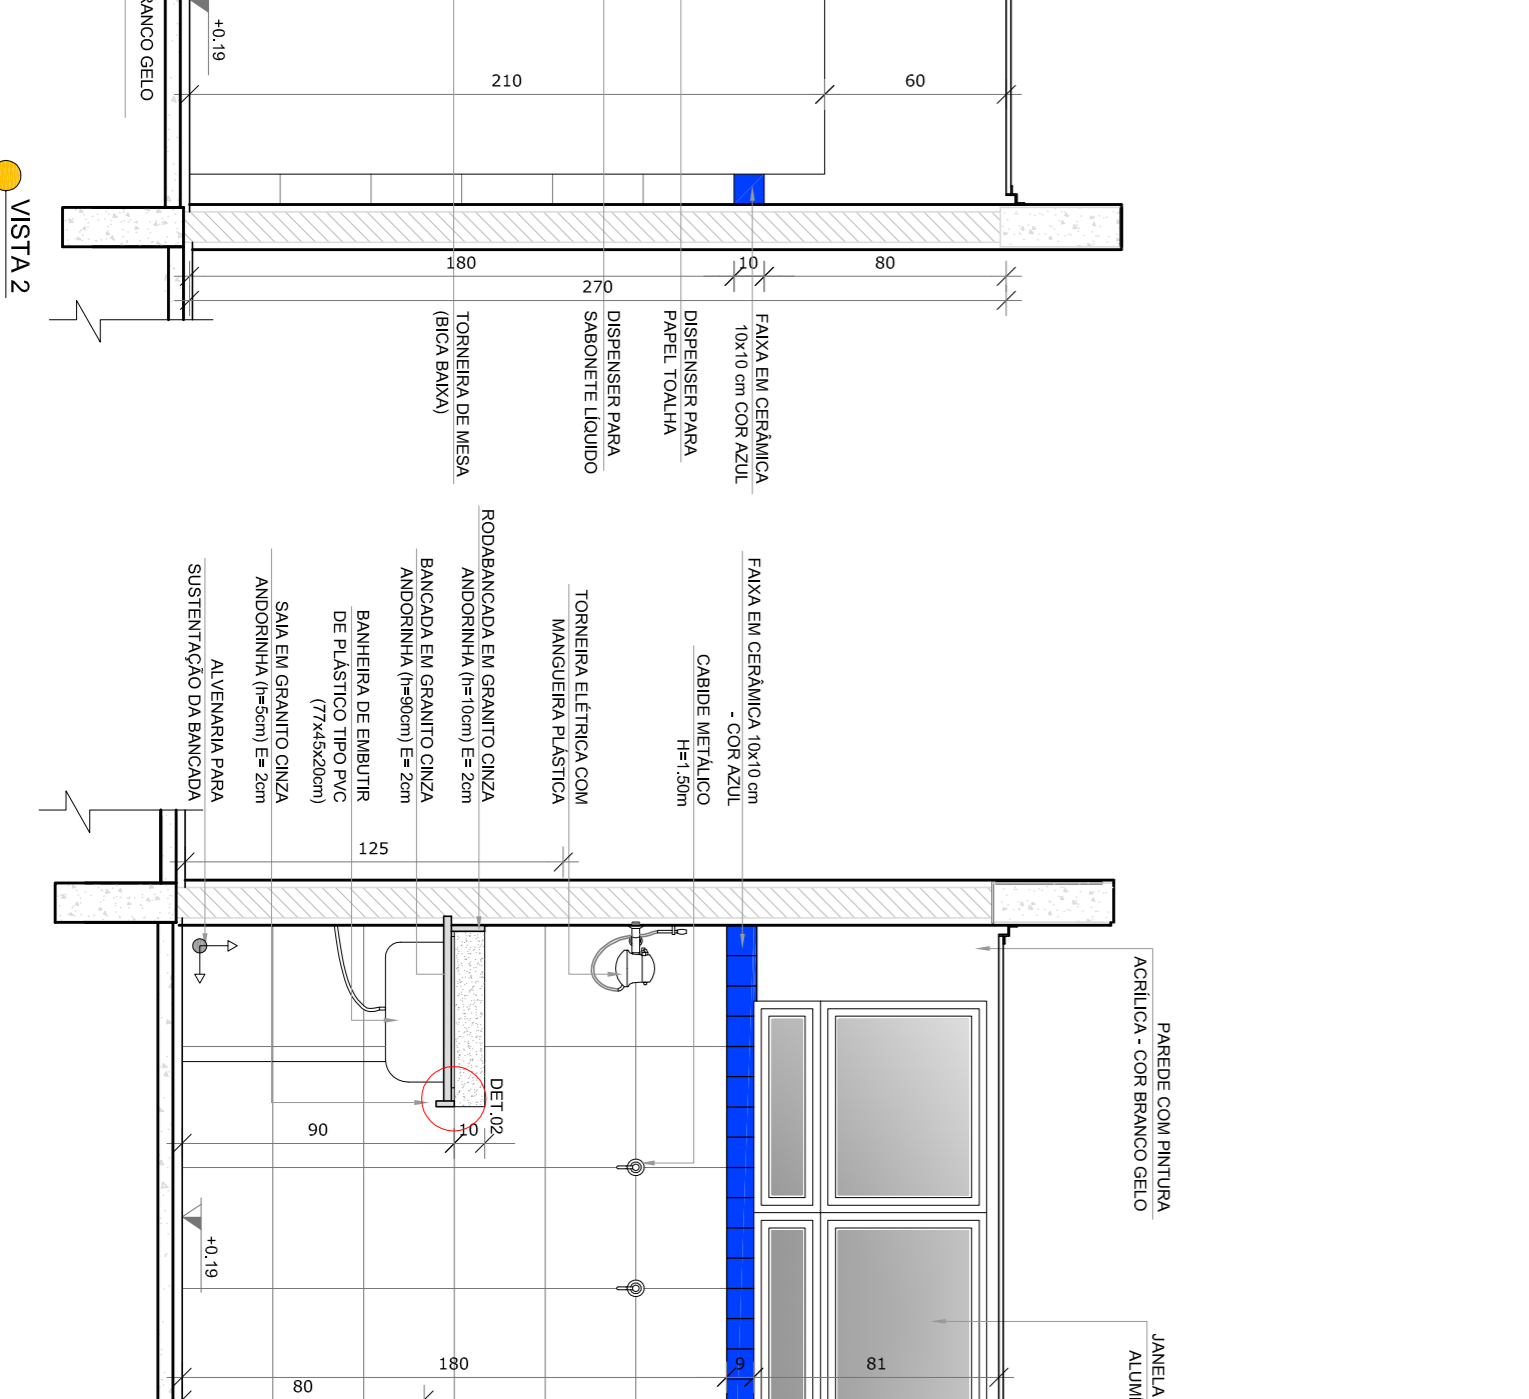 RANCO GELO
+0.19
210
60
VISTA 2
180
10
80
270
FAIXA EM CERÂMICA
10x10 cm COR AZUL
DISPENSER PARA
PAPEL TOALHA
DISPENSER PARA
SABONETE LÍQUIDO
TORNEIRA DE MESA
(BICA BAIXA)
FAIXA EM CERÂMICA 10x10 cm
- COR AZUL
CABIDE METÁLICO
H=1.50m
TORNEIRA ELÉTRICA COM
MANGUEIRA PLÁSTICA
RODABANCADA EM GRANITO CINZA
ANDORINHA (h=10cm) E= 2cm
BANCADA EM GRANITO CINZA
ANDORINHA (h=90cm) E= 2cm
BANHEIRA DE EMBUTIR
DE PLÁSTICO TIPO PVC
(77x45x20cm)
SAIA EM GRANITO CINZA
ANDORINHA (h=5cm) E= 2cm
ALVENARIA PARA
SUSTENTAÇÃO DA BANCADA
125
PAREDE COM PINTURA
ACRÍLICA - COR BRANCO GELO
DET.02
90
10
+0.19
JANELA
ALUM
180
9
81
80